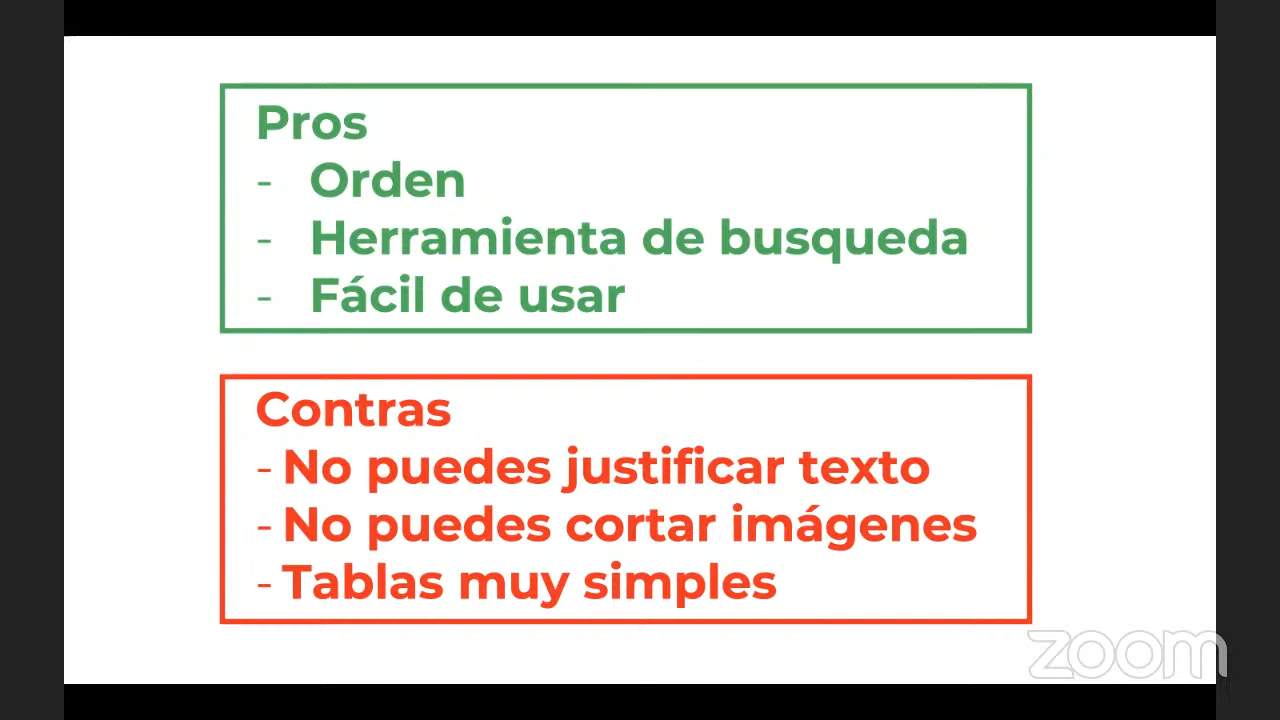 Pros
- Orden
- Herramienta de busqueda
- Fácil de usar
Contras
- No puedes justificar texto
- No puedes cortar imágenes
- Tablas muy simples
zoom